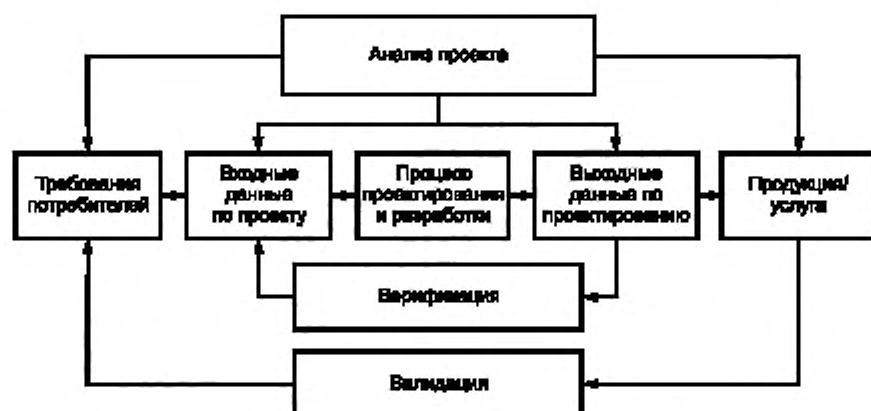 Анализ проекта
Требования
потребителей
Входные
данные
по проекту
Процесс
проектирования
и разработки
Выходные
данные по
проектированию
Продукция/
услуга
Верификация
Валидация